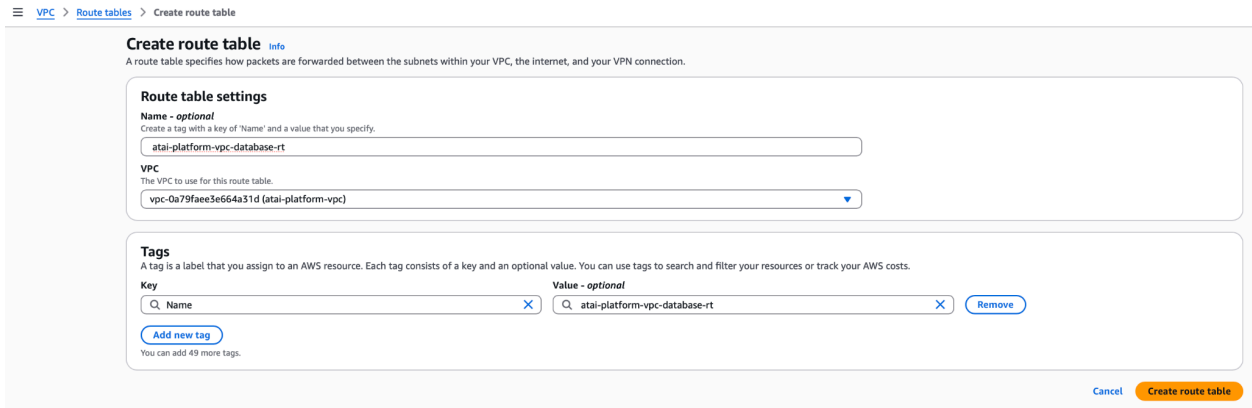 VPC > Route tables > Create route table
Create route table Info
A route table specifies how packets are forwarded between the subnets within your VPC, the internet, and your VPN connection.
Route table settings
Name - optional
Create a tag with a key of 'Name' and a value that you specify.
atai-platform-vpc-database-rt
VPC
The VPC to use for this route table.
vpc-0a79faee3e664a31d (atai-platform-vpc)
Tags
A tag is a label that you assign to an AWS resource. Each tag consists of a key and an optional value. You can use tags to search and filter your resources or track your AWS costs.
Key Value - optional
Name atai-platform-vpc-database-rt Remove
Add new tag
You can add 49 more tags.
Cancel Create route table